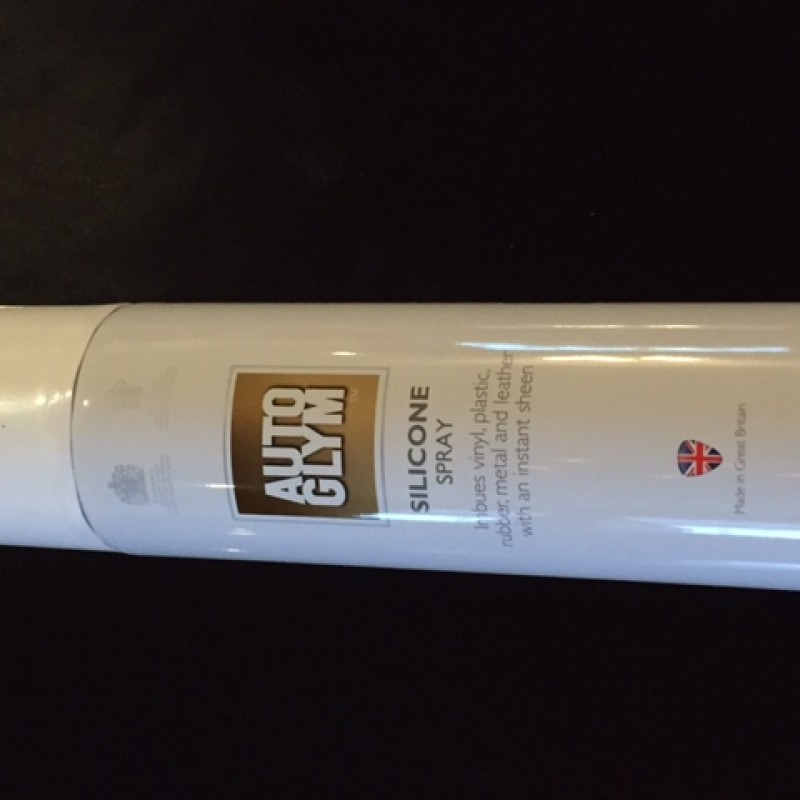 AUTO
GLYM
TM
SILICONE
SPRAY
Imbues vinyl, plastic,
rubber, metal and leather
with an instant sheen
Made in Great Britain